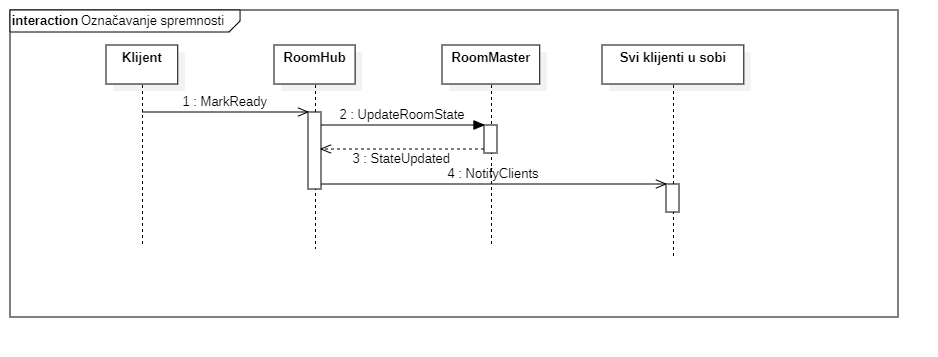 interaction Označavanje spremnosti
Klijent
RoomHub
RoomMaster
Svi klijenti u sobi
1 : MarkReady
2 : UpdateRoomState
3 : StateUpdated
4 : NotifyClients